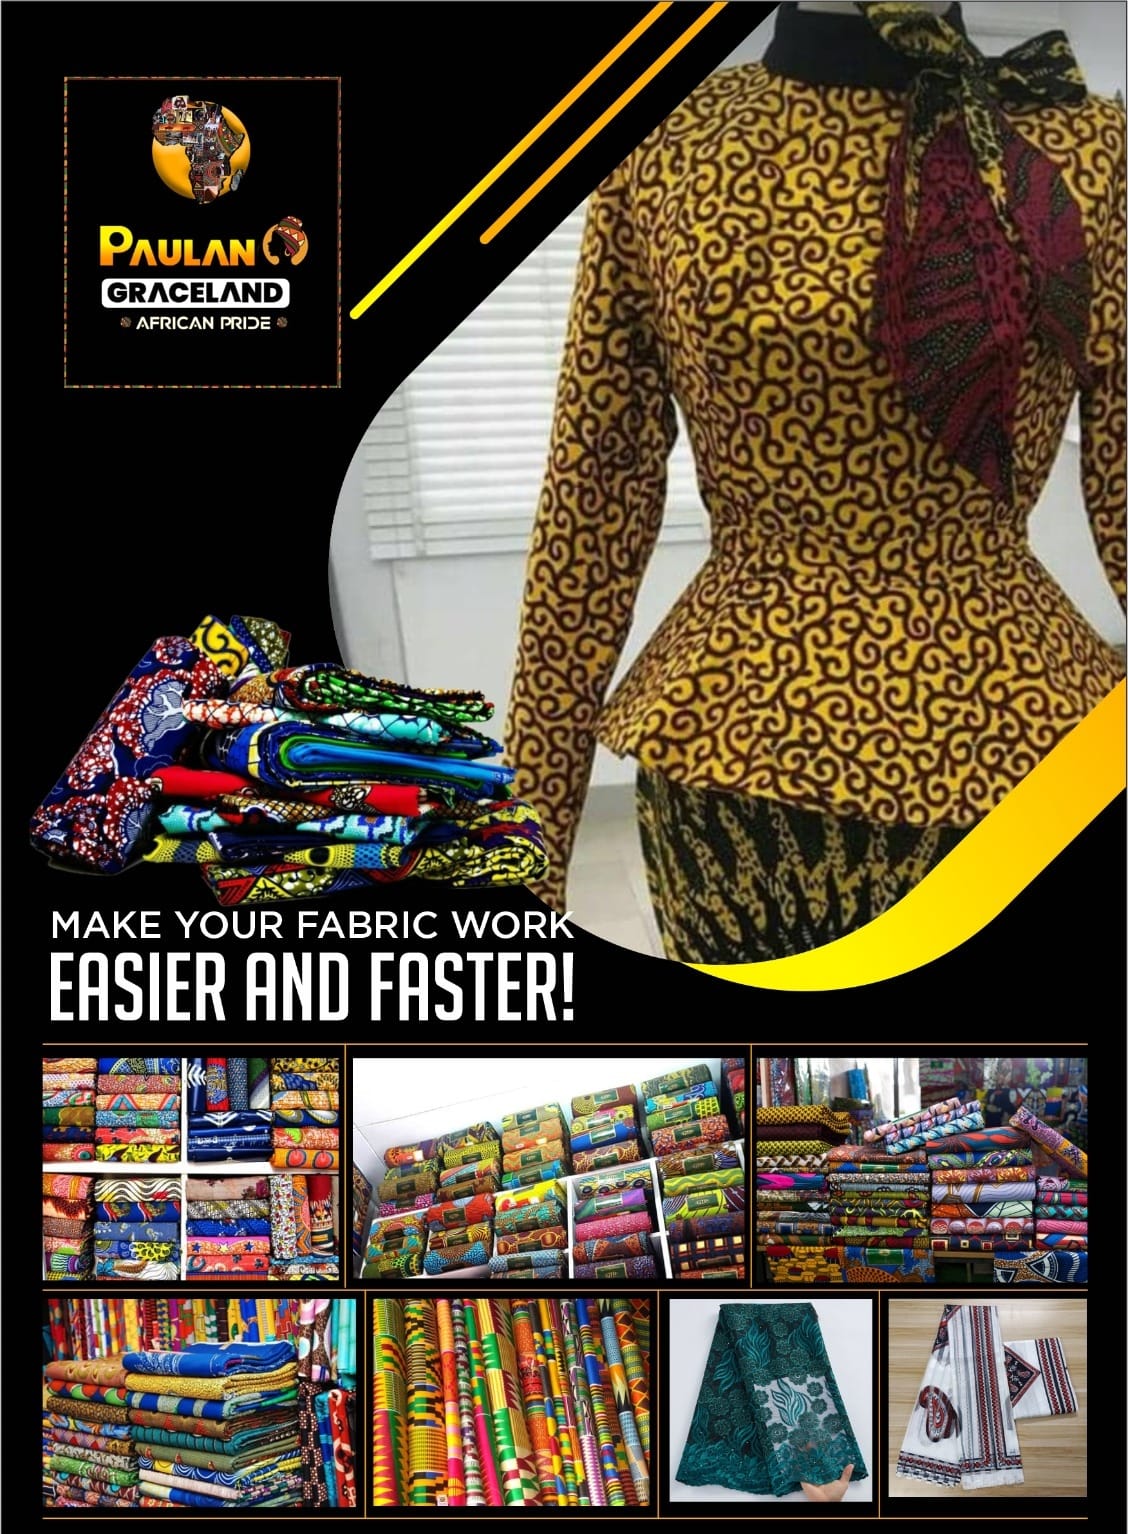 PAULAN
GRACELAND
AFRICAN PRIDE
MAKE YOUR FABRIC WORK
EASIER AND FASTER!